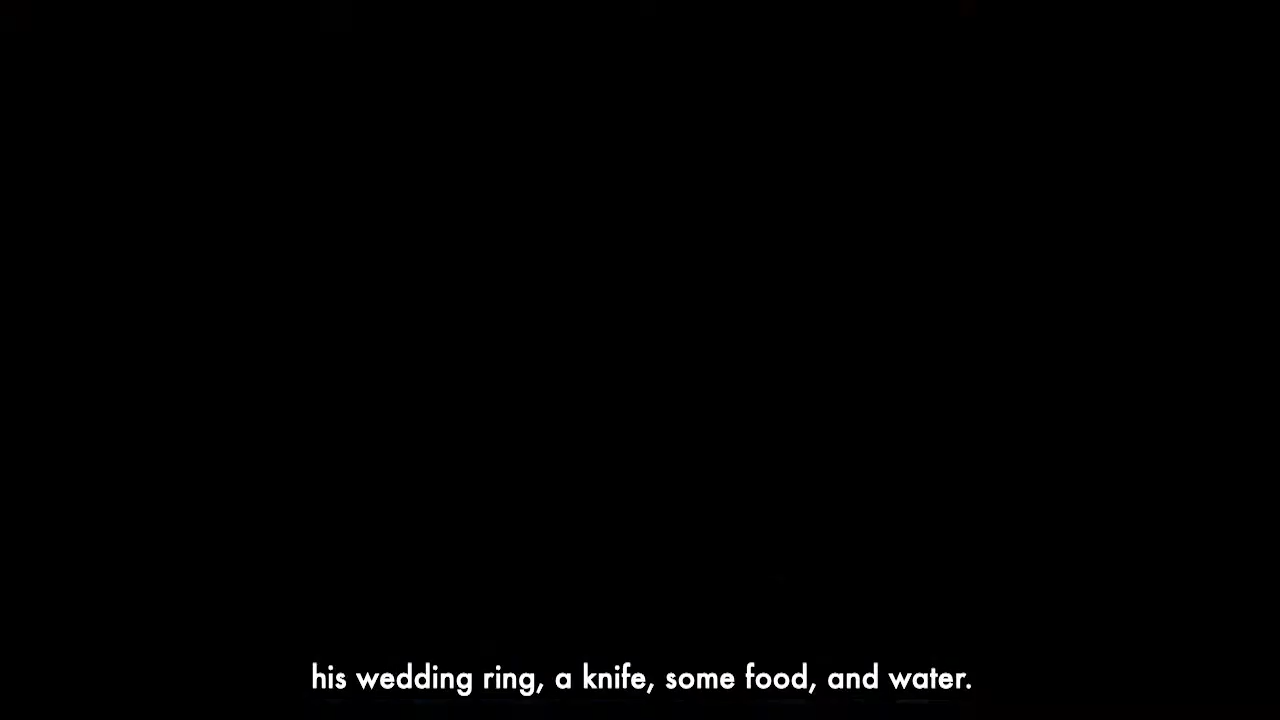 his wedding ring, a knife, some food, and water.